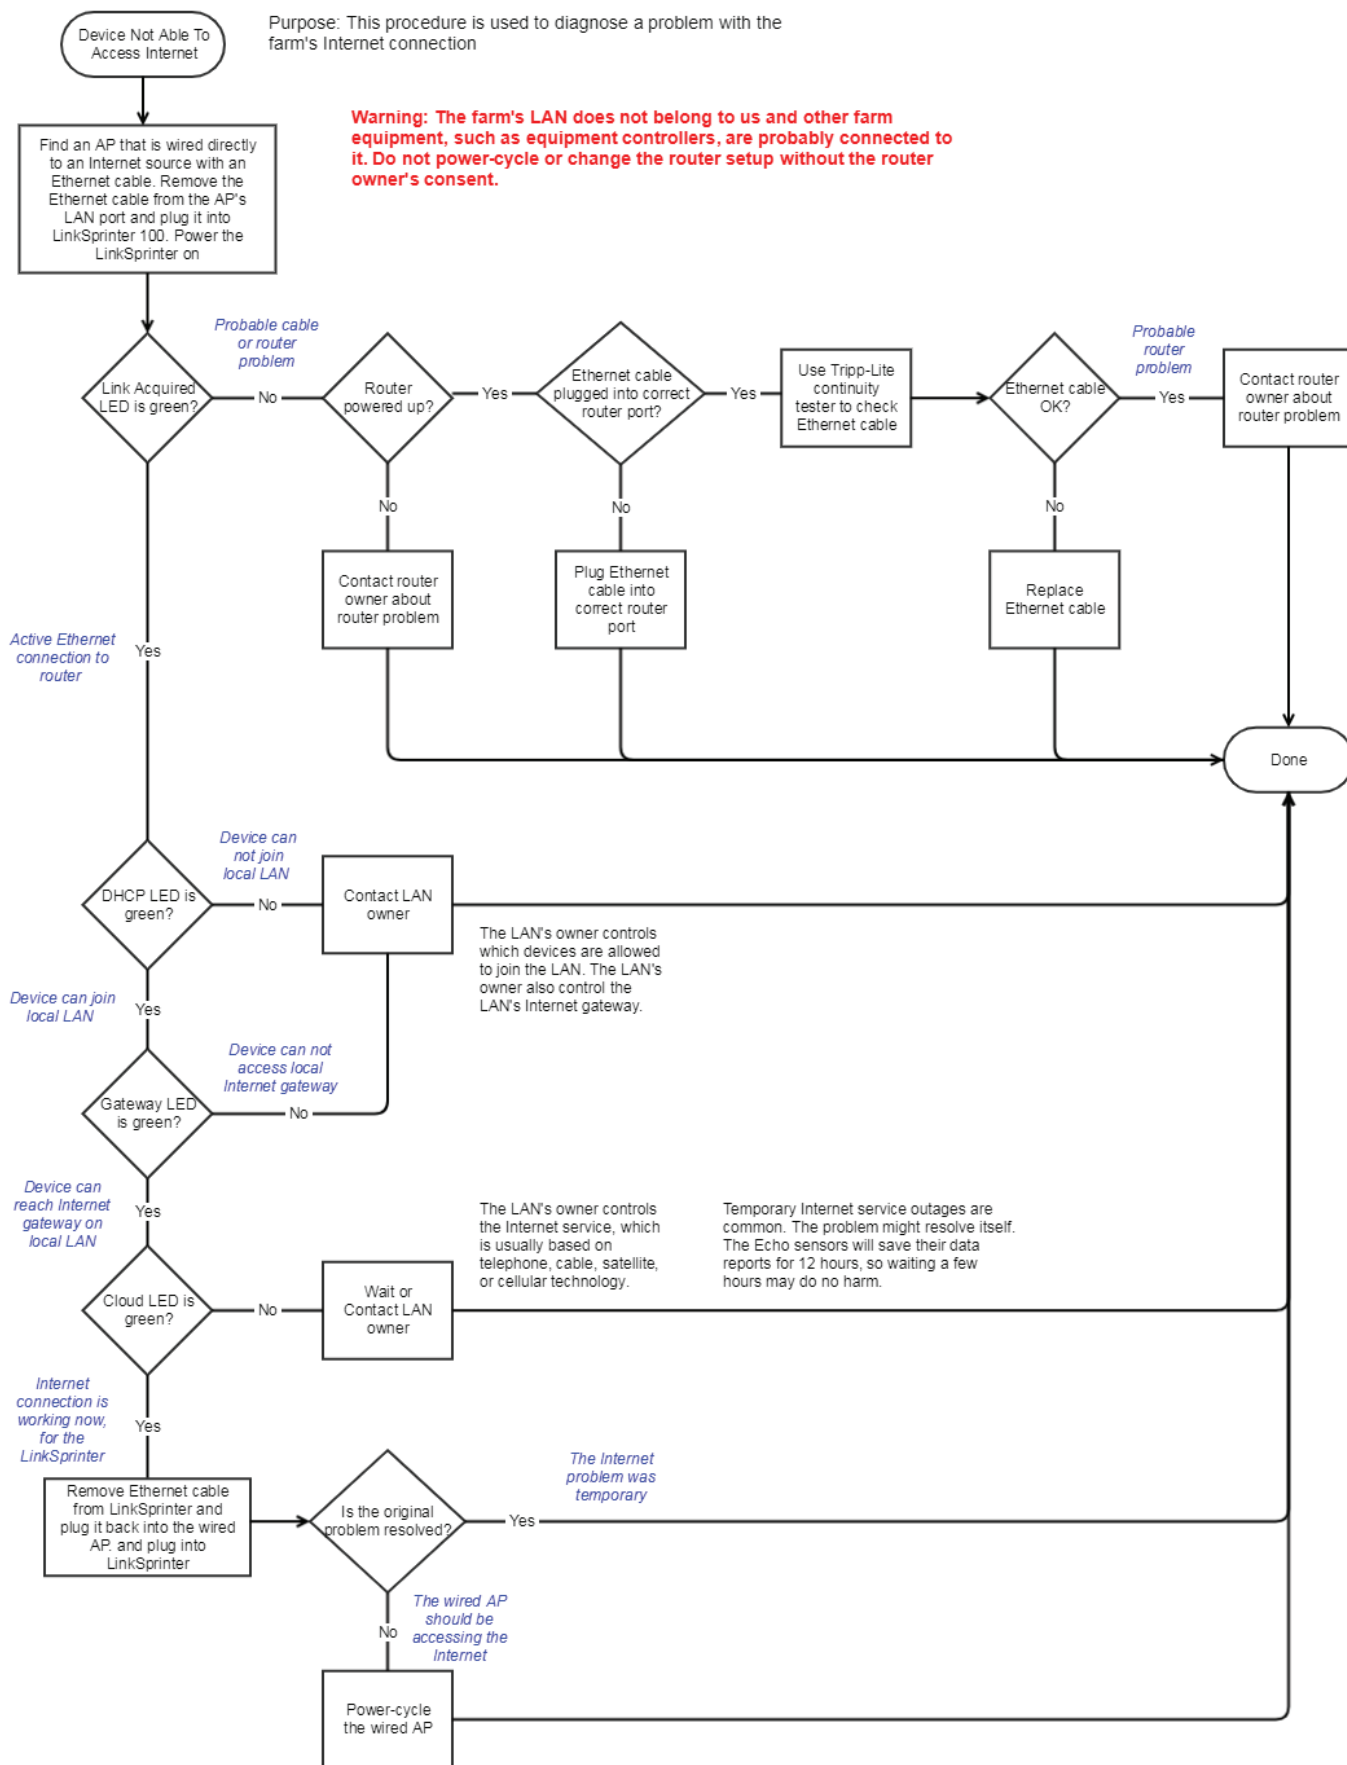 Device Not Able To
Access Internet
Purpose: This procedure is used to diagnose a problem with the
farm's Internet connection
Warning: The farm's LAN does not belong to us and other farm
equipment, such as equipment controllers, are probably connected to
it. Do not power-cycle or change the router setup without the router
owner's consent.
Find an AP that is wired directly
to an Internet source with an
Ethernet cable. Remove the
Ethernet cable from the AP's
LAN port and plug it into
LinkSprinter 100. Power the
LinkSprinter on
Link Acquired
LED is green?
Probable cable
or router
problem
No
Router
powered up?
Yes
Ethernet cable
plugged into correct
router port?
Yes
Use Tripp-Lite
continuity
tester to check
Ethernet cable
Ethernet cable
OK?
Probable
router
problem
Yes
Contact router
owner about
router problem
No
No
No
Contact router
owner about
router problem
Plug Ethernet
cable into
correct router
port
Replace
Ethernet cable
Active Ethernet
connection to
router
Yes
Done
DHCP LED is
green?
Device can
not join
local LAN
No
Contact LAN
owner
The LAN's owner controls
which devices are allowed
to join the LAN. The LAN's
owner also control the
LAN's Internet gateway.
Device can join
local LAN
Yes
Gateway LED
is green?
Device can not
access local
Internet gateway
No
Device can
reach Internet
gateway on
local LAN
Yes
The LAN's owner controls
the Internet service, which
is usually based on
telephone, cable, satellite,
or cellular technology.
Temporary Internet service outages are
common. The problem might resolve itself.
The Echo sensors will save their data
reports for 12 hours, so waiting a few
hours may do no harm.
Cloud LED is
green?
No
Wait or
Contact LAN
owner
Internet
connection is
working now,
for the
LinkSprinter
Yes
Remove Ethernet cable
from LinkSprinter and
plug it back into the wired
AP. and plug into
LinkSprinter
Is the original
problem resolved?
The Internet
problem was
temporary
Yes
The wired AP
should be
accessing the
Internet
No
Power-cycle
the wired AP